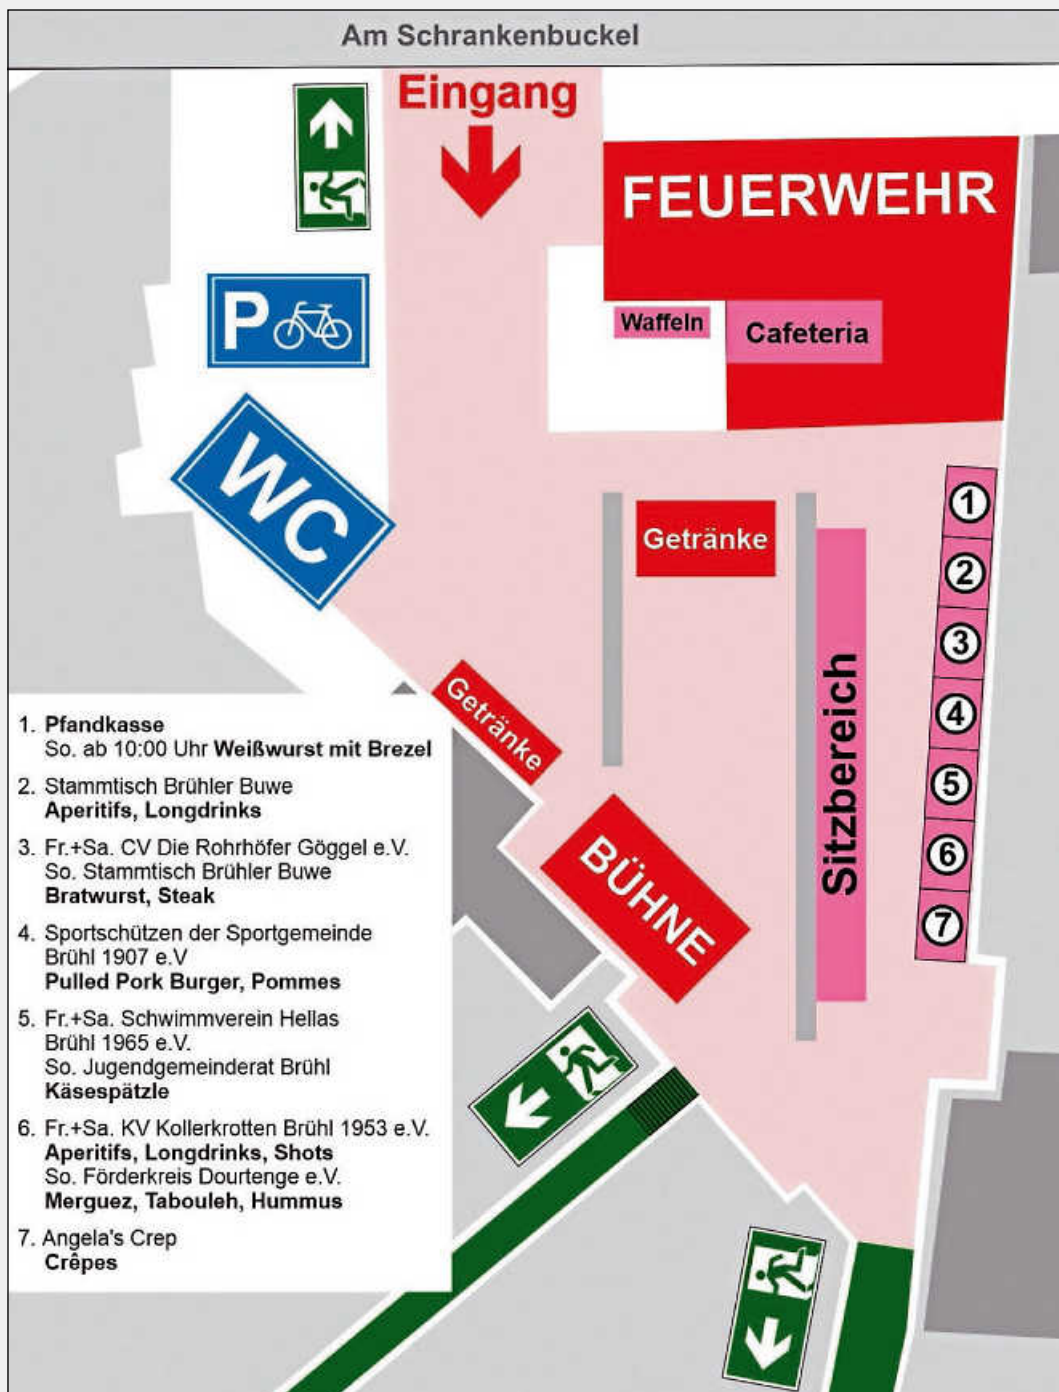 Am Schrankenbuckel
Eingang
FEUERWEHR
P
Waffeln
Cafeteria
WC
Getränke
Getränke
Sitzbereich
BÜHNE
1
2
3
4
5
6
7
1. Pfandkasse
So. ab 10:00 Uhr Weißwurst mit Brezel
2. Stammtisch Brühler Buwe
Aperitifs, Longdrinks
3. Fr.+Sa. CV Die Rohrhöfer Göggel e.V.
So. Stammtisch Brühler Buwe
Bratwurst, Steak
4. Sportschützen der Sportgemeinde
Brühl 1907 e.V
Pulled Pork Burger, Pommes
5. Fr.+Sa. Schwimmverein Hellas
Brühl 1965 e.V.
So. Jugendgemeinderat Brühl
Käsespätzle
6. Fr.+Sa. KV Kollerkrotten Brühl 1953 e.V.
Aperitifs, Longdrinks, Shots
So. Förderkreis Dourtenge e.V.
Merguez, Tabouleh, Hummus
7. Angela's Crep
Crêpes